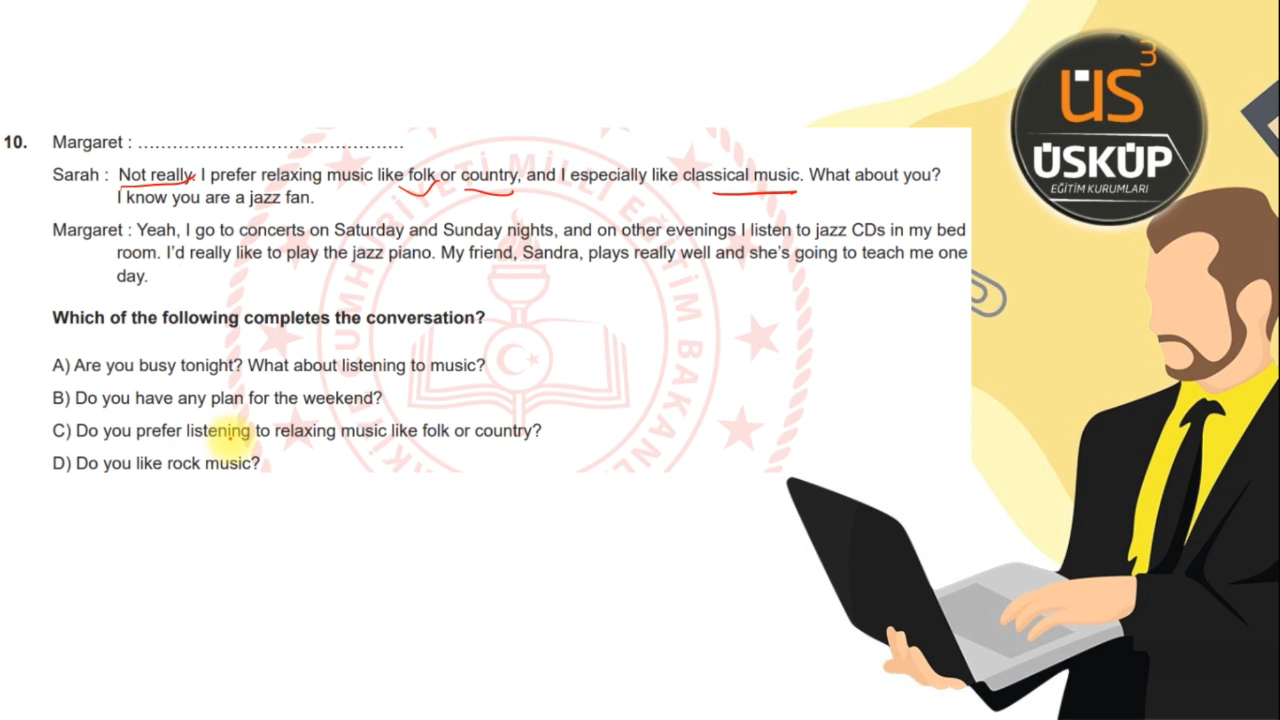 ÜS3
ÜSKÜP
EĞİTİM KURUMLARI
10. Margaret : ..............................................
Sarah : Not really. I prefer relaxing music like folk or country, and I especially like classical music. What about you?
I know you are a jazz fan.
Margaret : Yeah, I go to concerts on Saturday and Sunday nights, and on other evenings I listen to jazz CDs in my bed
room. I'd really like to play the jazz piano. My friend, Sandra, plays really well and she's going to teach me one
day.
Which of the following completes the conversation?
A) Are you busy tonight? What about listening to music?
B) Do you have any plan for the weekend?
C) Do you prefer listening to relaxing music like folk or country?
D) Do you like rock music?